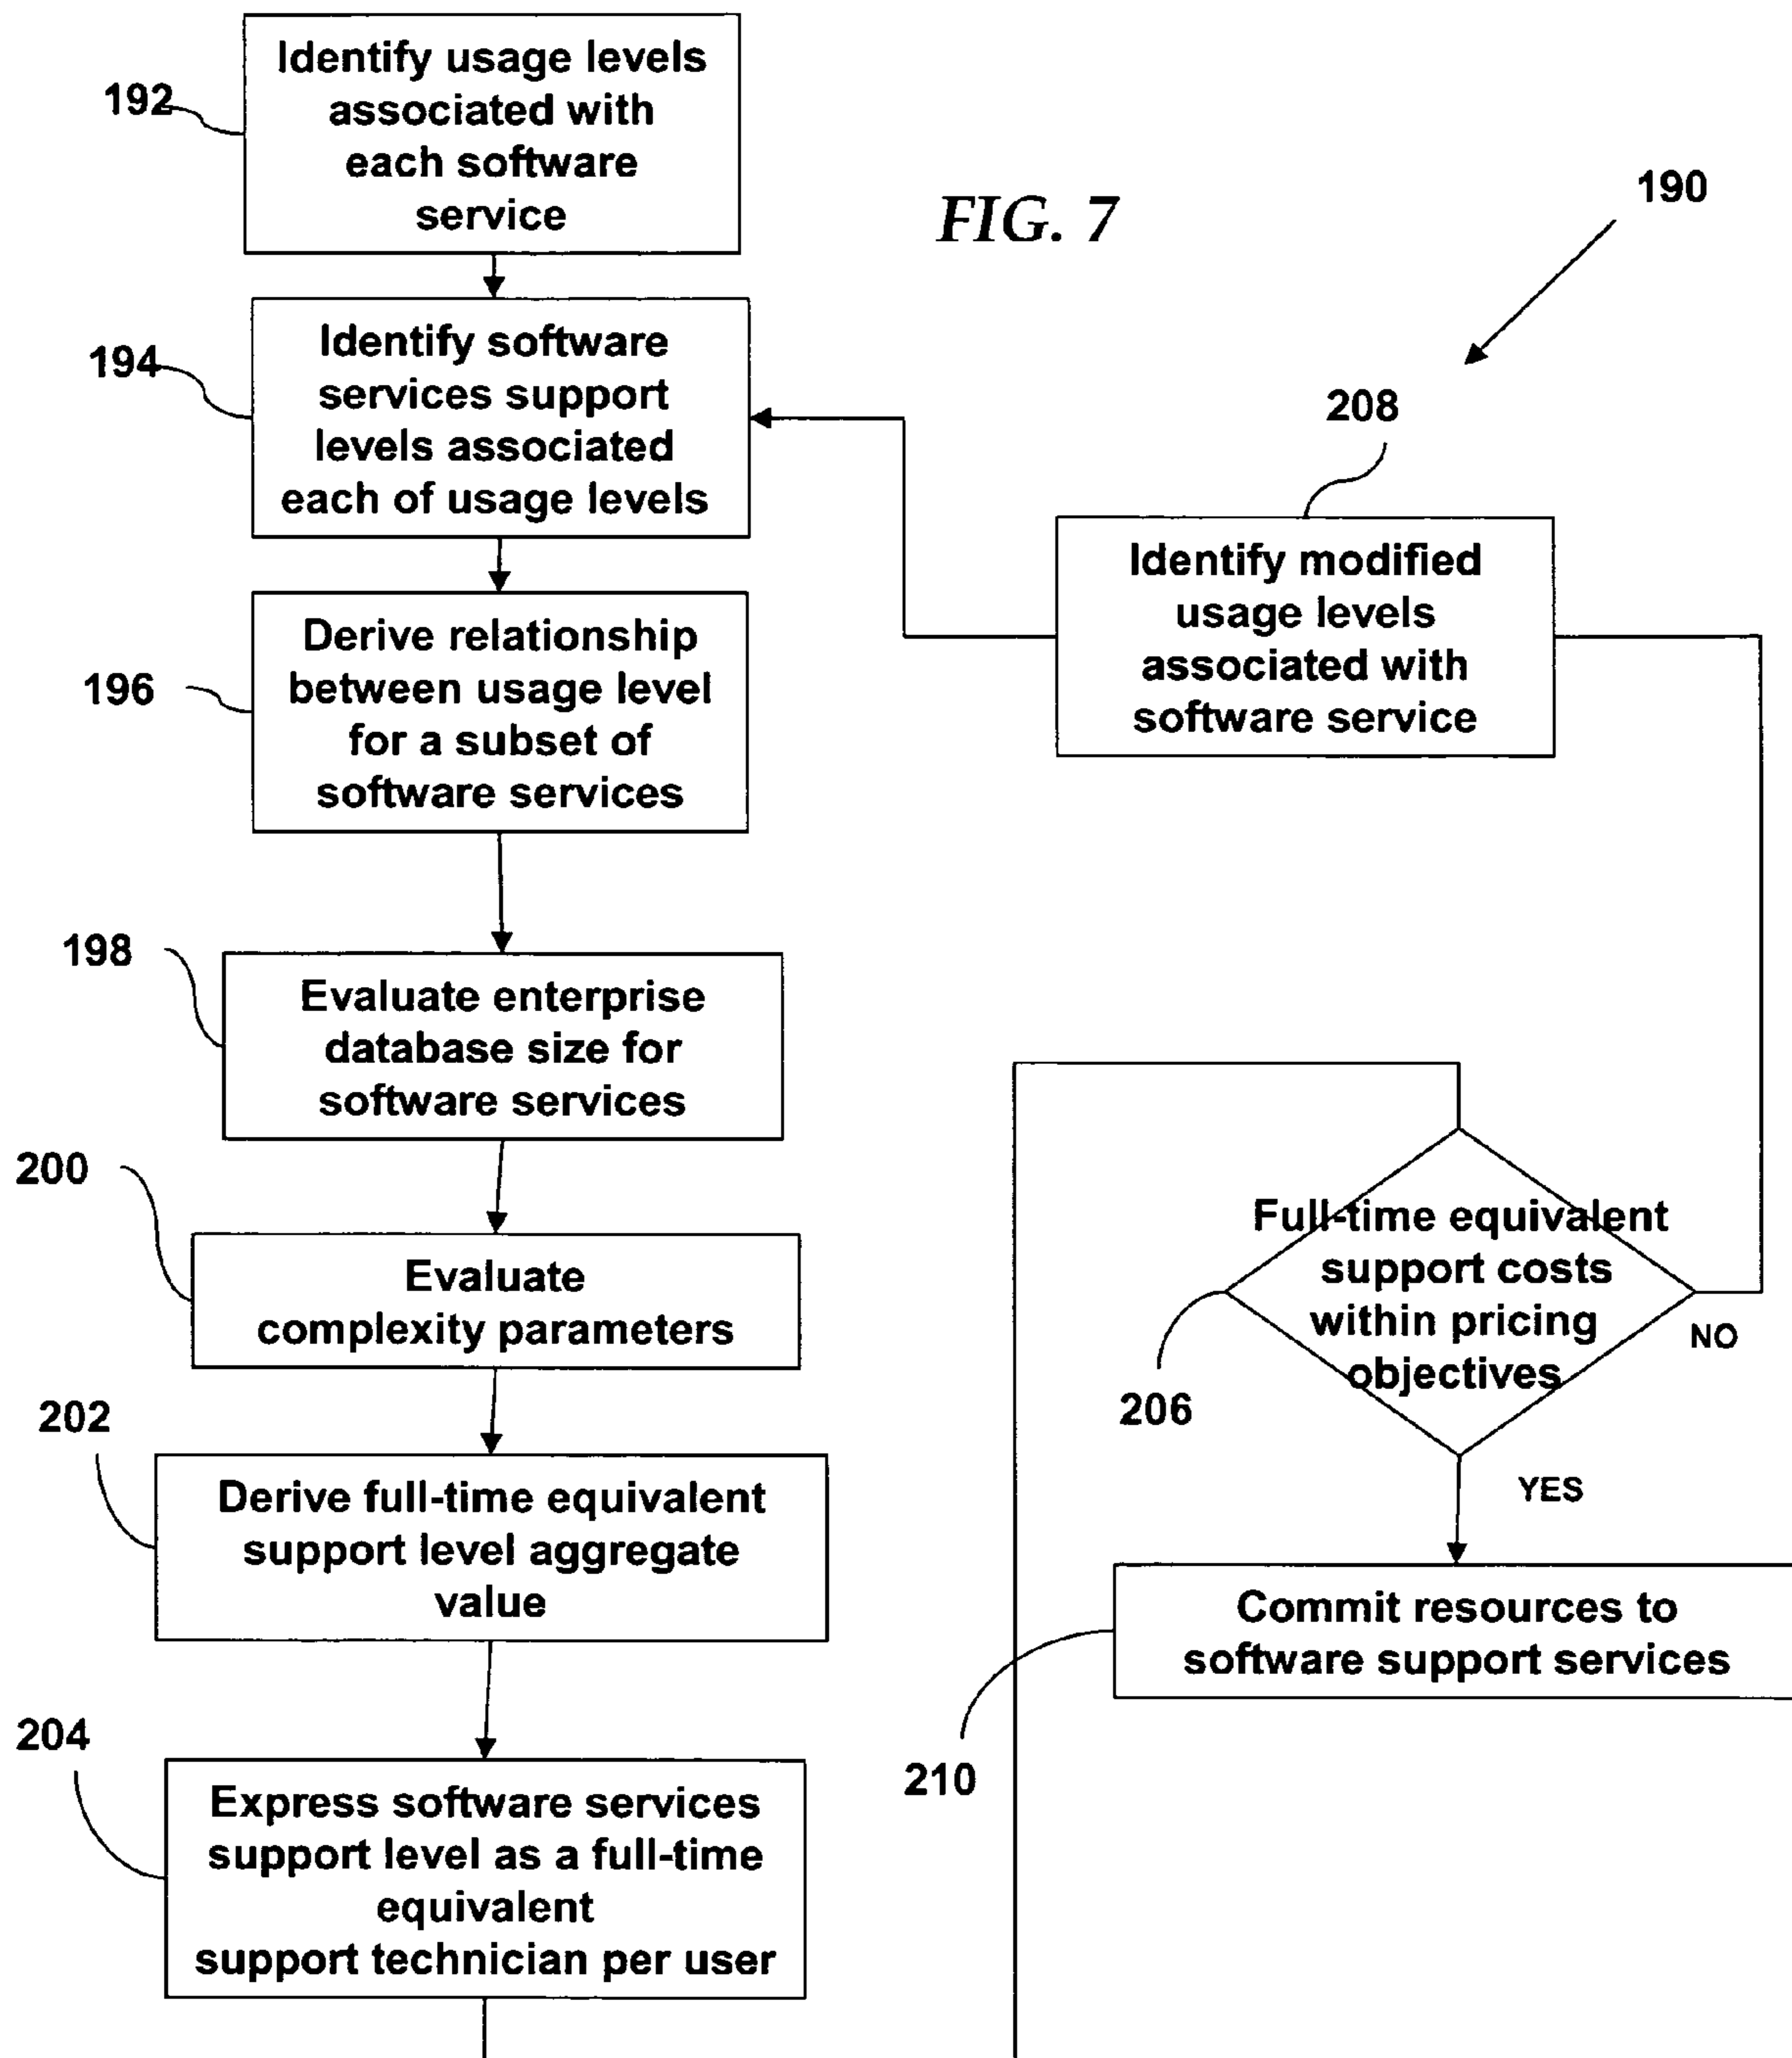 192
Identify usage levels
associated with
each software
service
FIG. 7
190
194
Identify software
services support
levels associated
each of usage levels
208
Identify modified
usage levels
associated with
software service
196
Derive relationship
between usage level
for a subset of
software services
198
Evaluate enterprise
database size for
software services
200
Evaluate
complexity parameters
202
Derive full-time equivalent
support level aggregate
value
204
Express software services
support level as a full-time
equivalent
support technician per user
Full-time equivalent
support costs
within pricing
objectives
206
NO
YES
Commit resources to
software support services
210